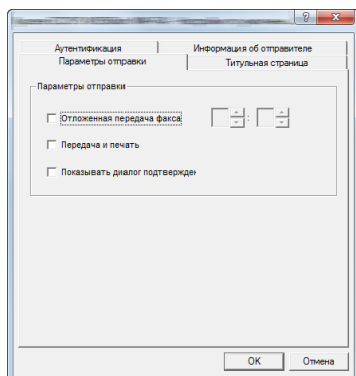 Аутентификация
Информация об отправителе
Параметры отправки
Титульная страница
Параметры отправки
Отложенная передача факса
:
Передача и печать
Показывать диалог подтвержден
OK
Отмена